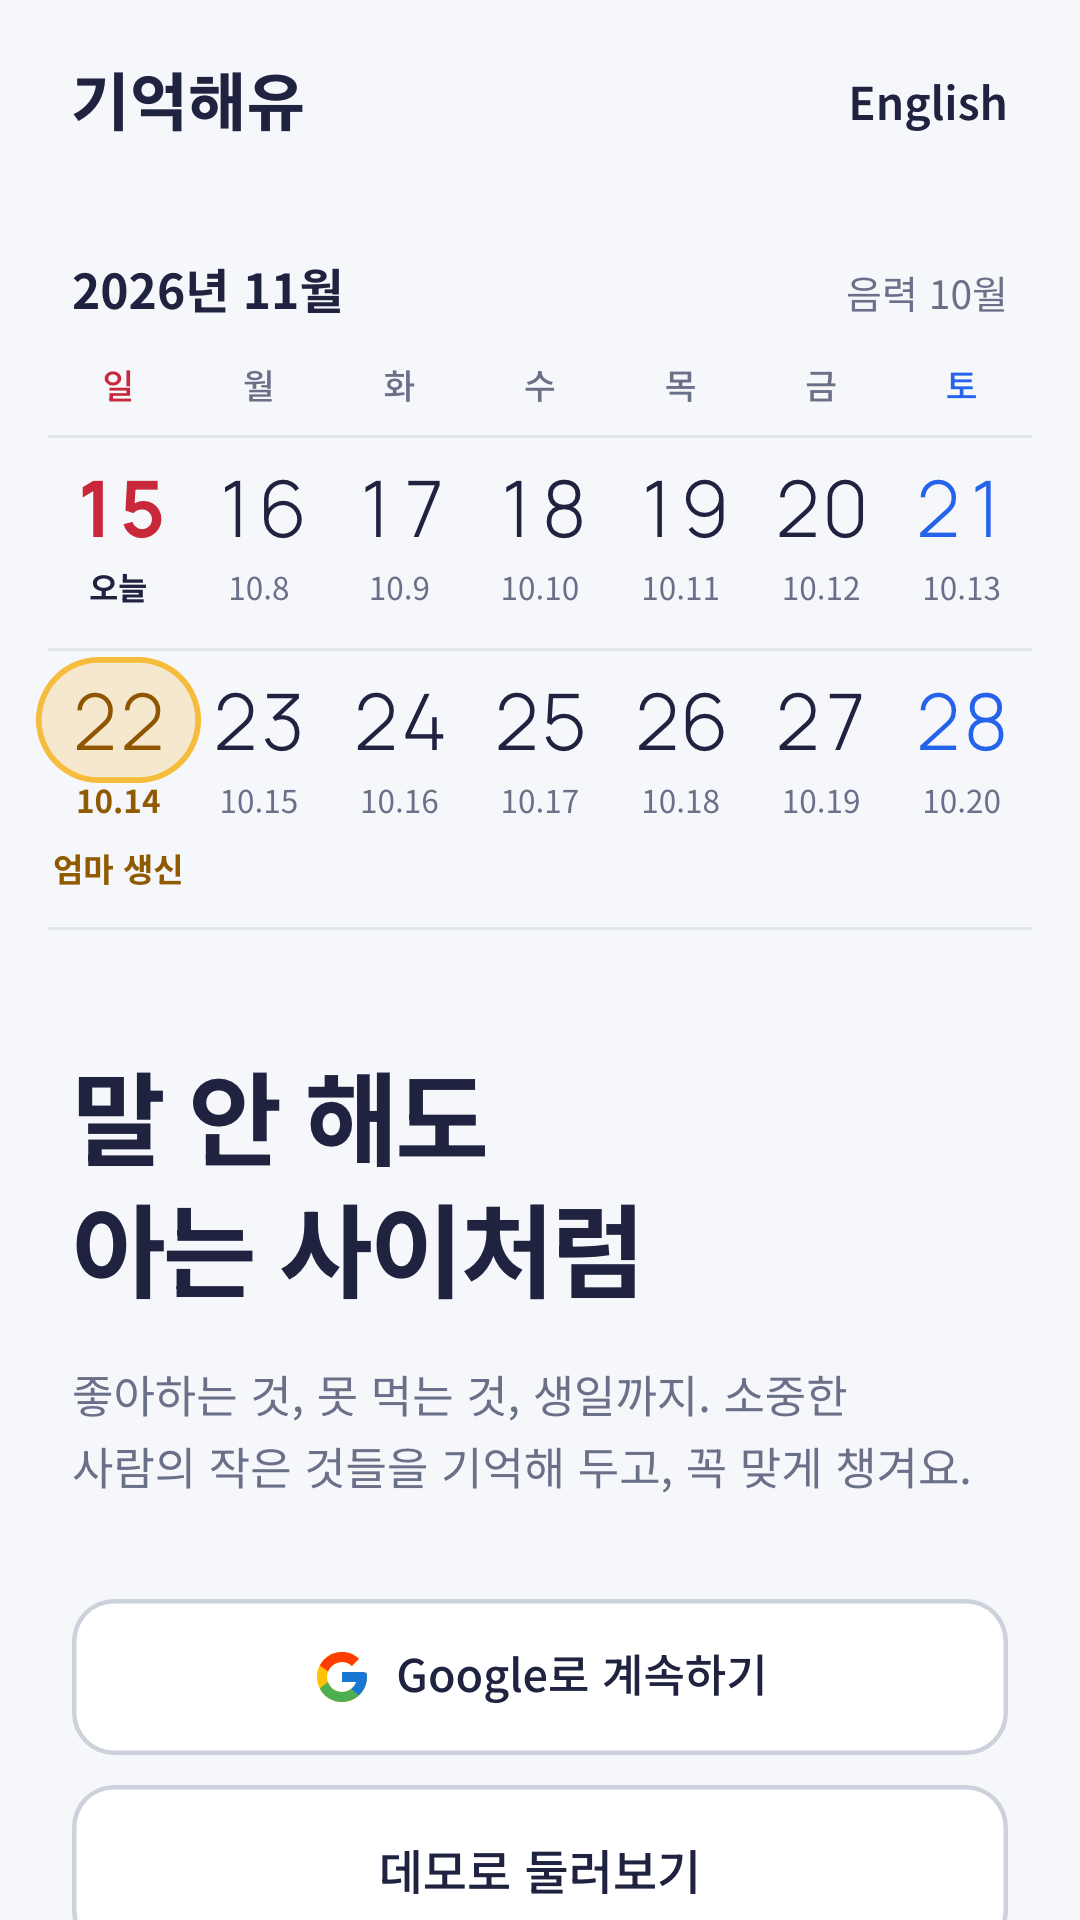 기억해유
English
2026년 11월
음력 10월
일 월 화 수 목 금 토
15 16 17 18 19 20 21
오늘 10.8 10.9 10.10 10.11 10.12 10.13
22 23 24 25 26 27 28
10.14 10.15 10.16 10.17 10.18 10.19 10.20
엄마 생신
말 안 해도
아는 사이처럼
좋아하는 것, 못 먹는 것, 생일까지. 소중한
사람의 작은 것들을 기억해 두고, 꼭 맞게 챙겨요.
Google로 계속하기
데모로 둘러보기